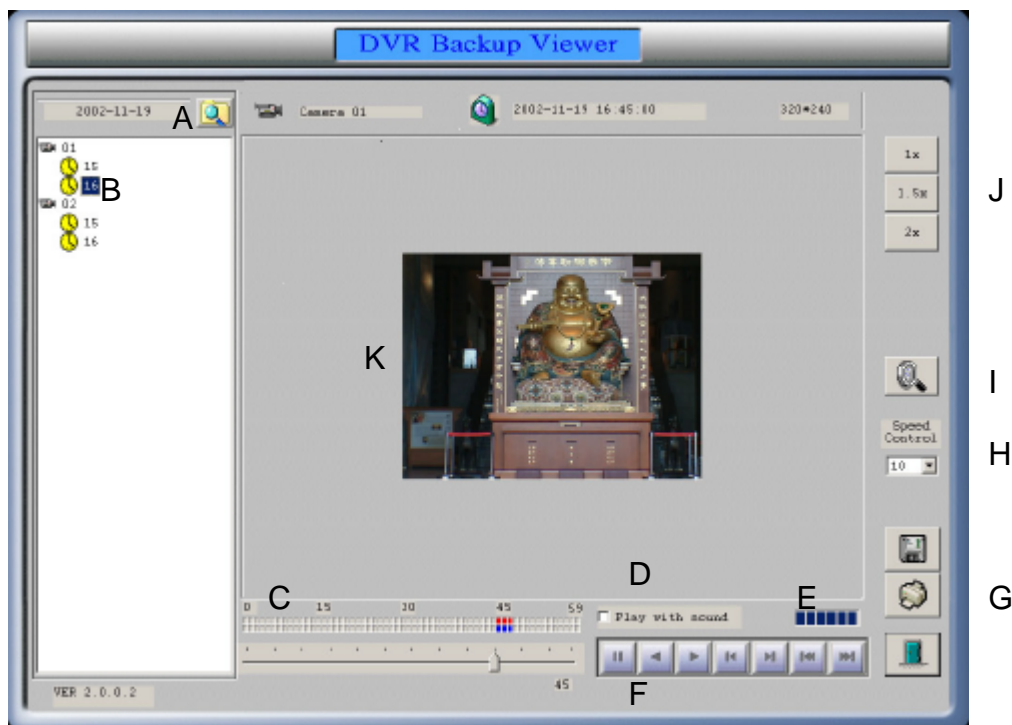 DVR Backup Viewer
2002-11-19 A Camera 01 2002-11-19 16:45:00 320*240
01
15
16 B
02
15
16
1x
1.5x J
2x
K
I
Speed
Control
10 H
D
0 C 15 30 45 59
Play with sound E
G
45
F
VER 2.0.0.2